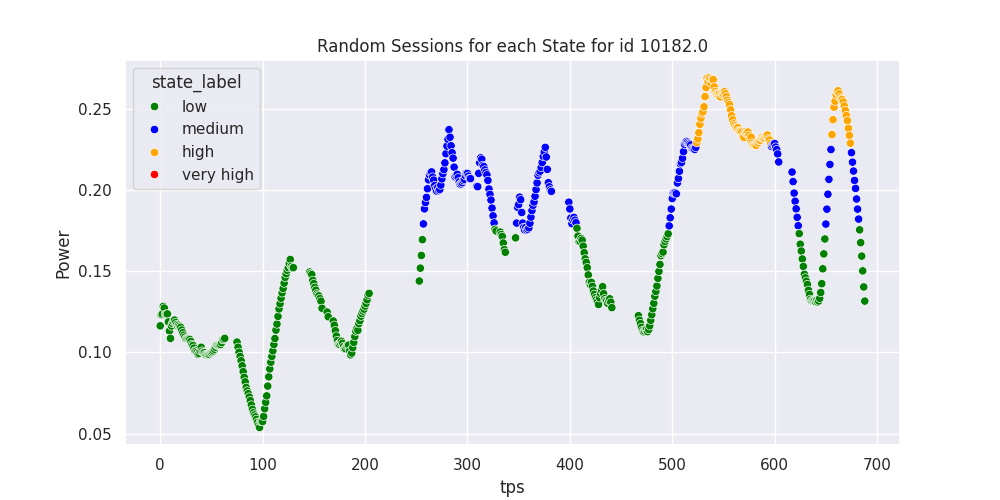 Random Sessions for each State for id 10182.0
state_label
low
medium
high
very high
Power
0.25
0.20
0.15
0.10
0.05
0 100 200 300 400 500 600 700
tps